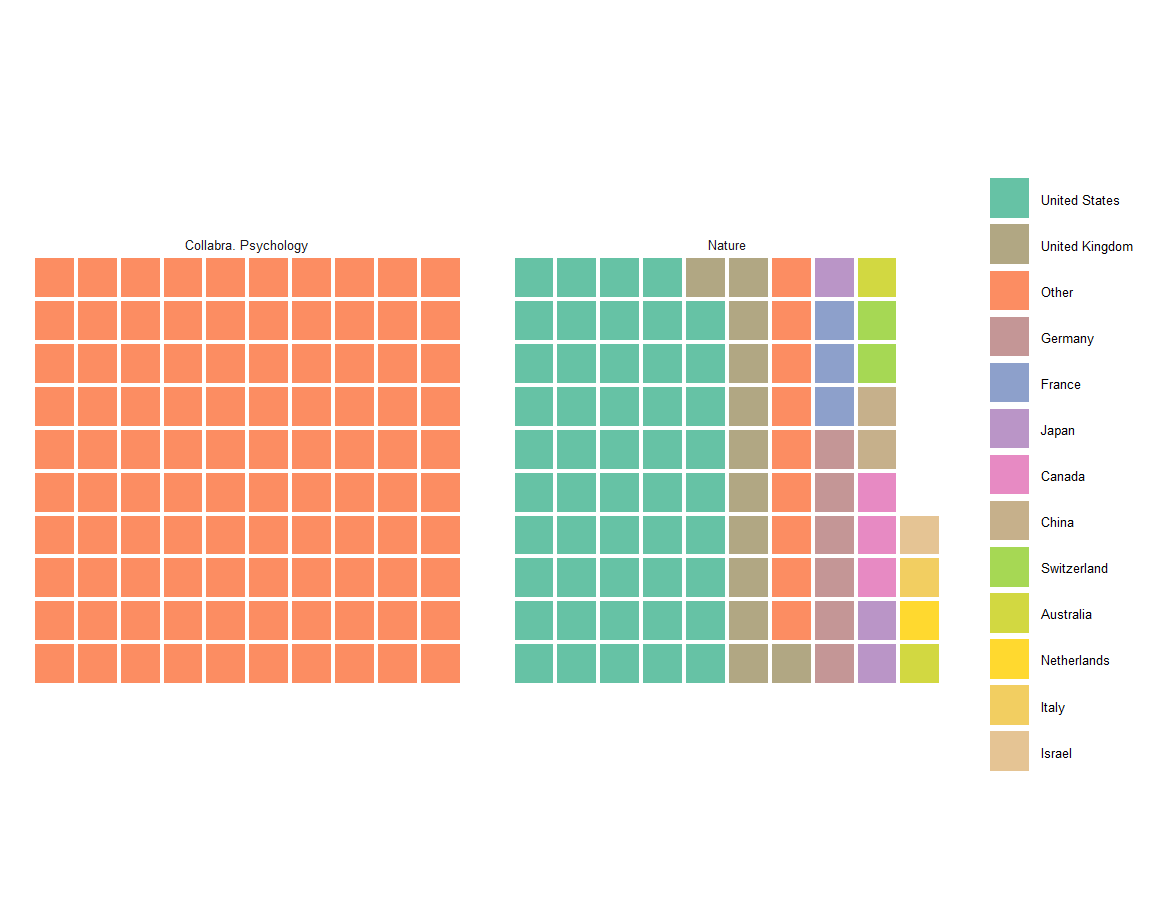 Collabra. Psychology
Nature
United States
United Kingdom
Other
Germany
France
Japan
Canada
China
Switzerland
Australia
Netherlands
Italy
Israel